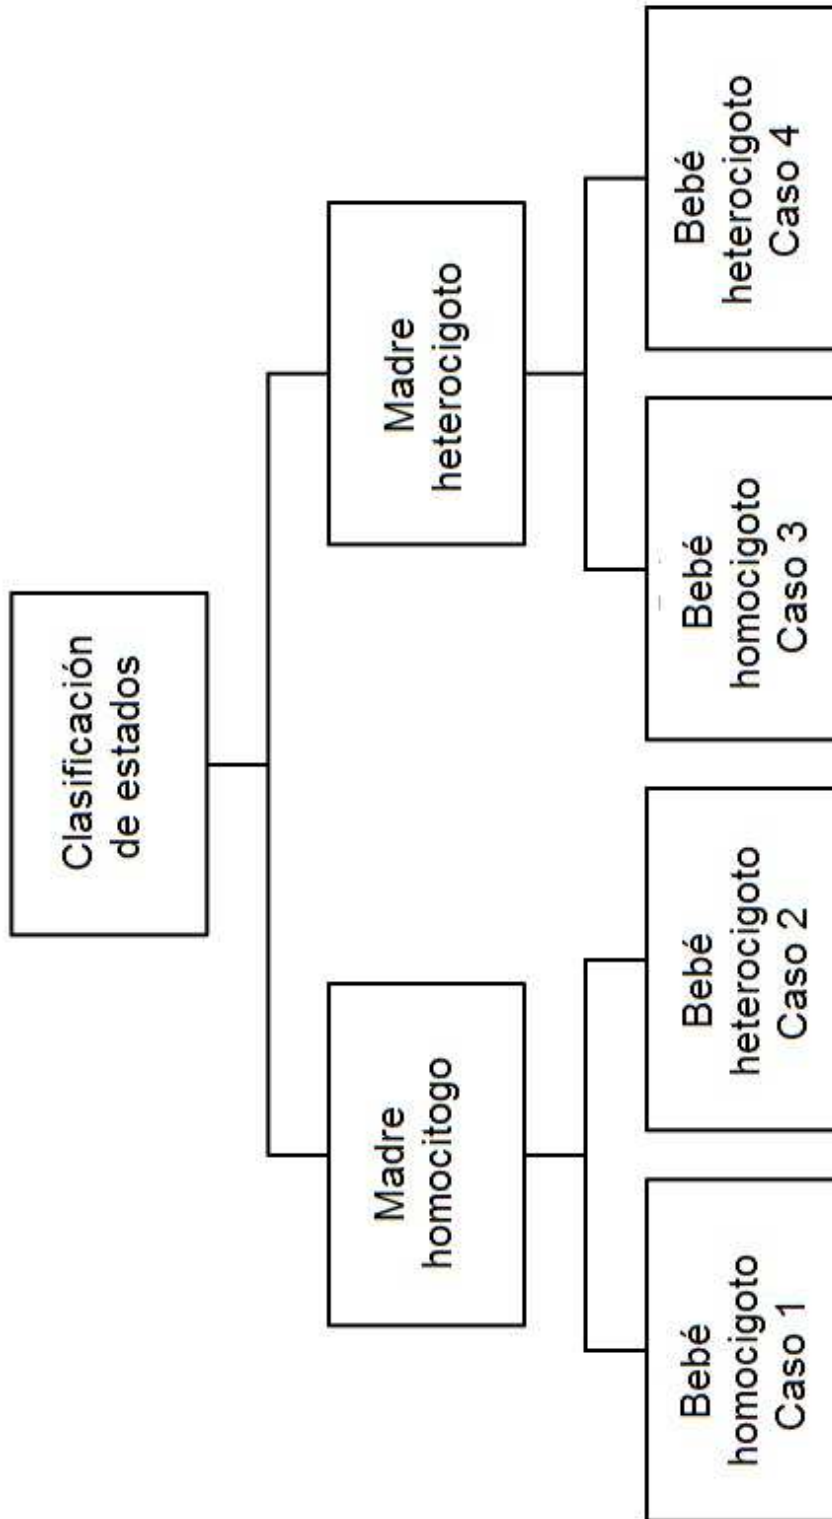 Clasificación
de estados
Madre
homocitogo
Madre
heterocigoto
Bebé
homocigoto
Caso 1
Bebé
heterocigoto
Caso 2
Bebé
homocigoto
Caso 3
Bebé
heterocigoto
Caso 4